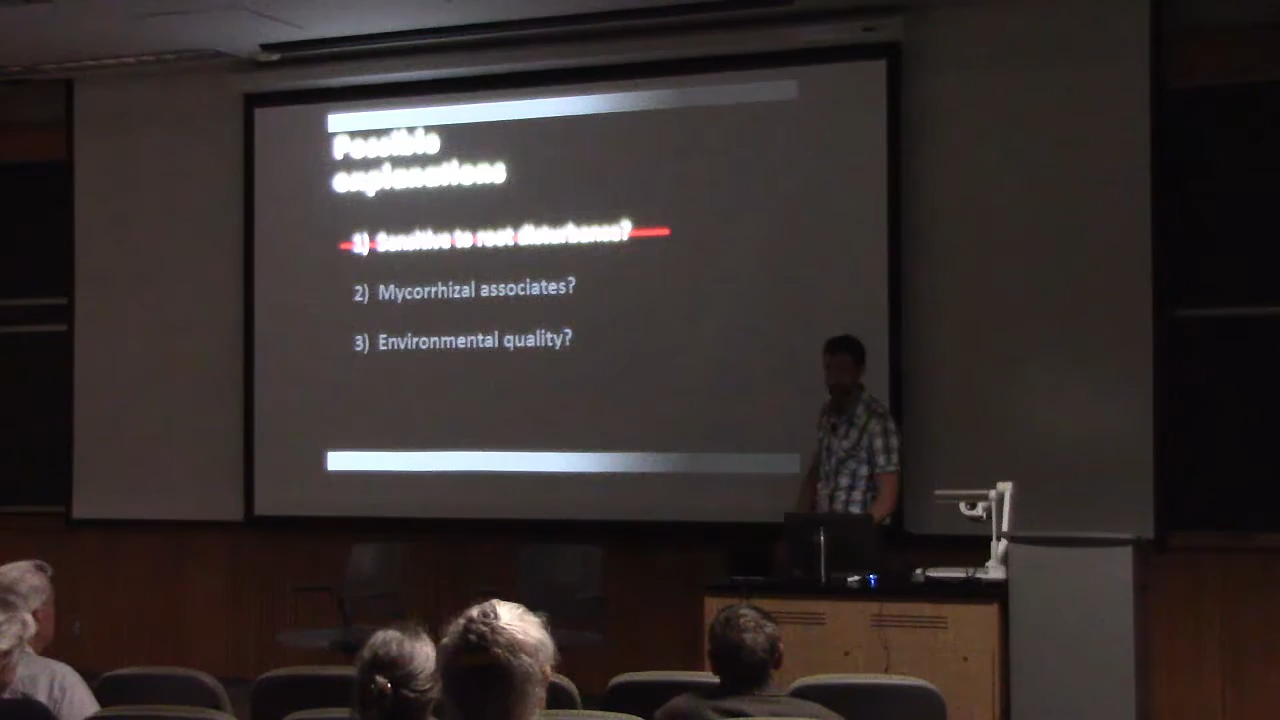 Possible
explanations
1) Sensitive to root disturbance?
2) Mycorrhizal associates?
3) Environmental quality?